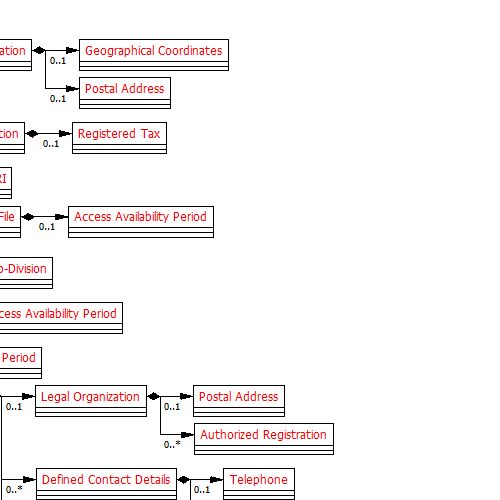 ation
Geographical Coordinates
0..1
Postal Address
0..1
tion
Registered Tax
0..1
RI
File
Access Availability Period
0..1
o-Division
cess Availability Period
Period
0..1
Legal Organization
0..1
Postal Address
0..*
Authorized Registration
0..*
Defined Contact Details
0..1
Telephone